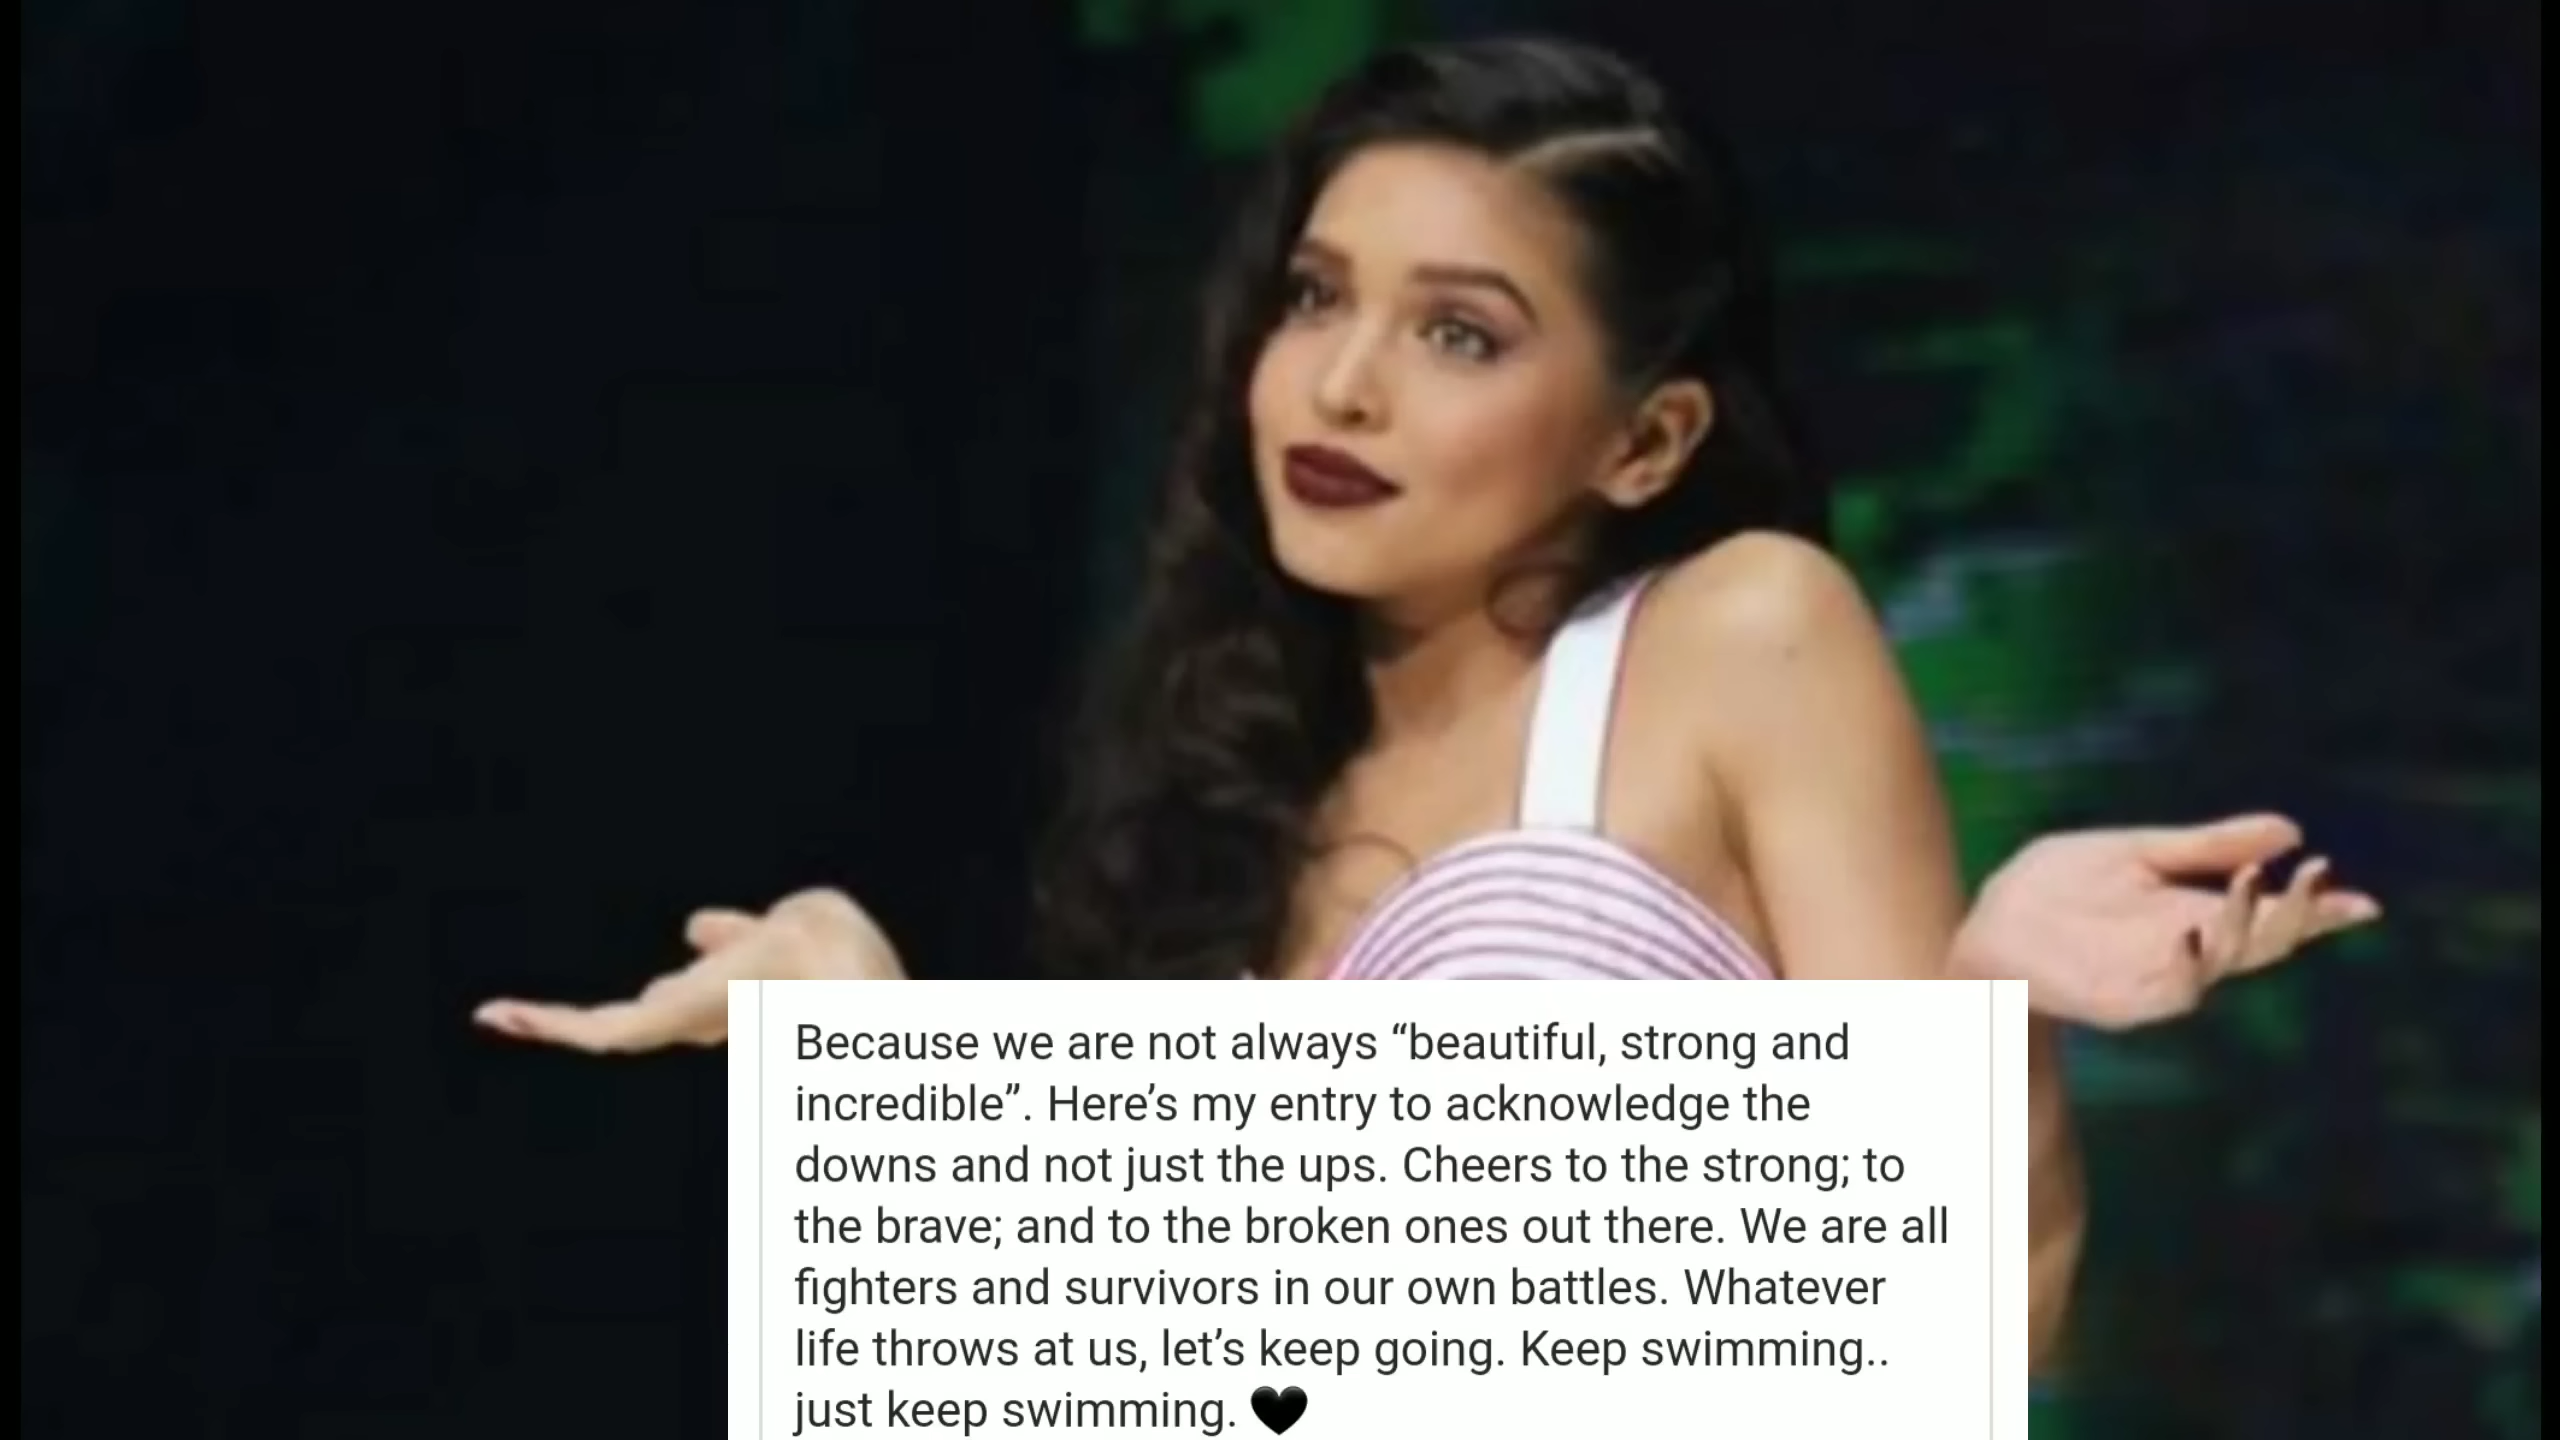 Because we are not always “beautiful, strong and
incredible”. Here’s my entry to acknowledge the
downs and not just the ups. Cheers to the strong; to
the brave; and to the broken ones out there. We are all
fighters and survivors in our own battles. Whatever
life throws at us, let’s keep going. Keep swimming..
just keep swimming. 🖤